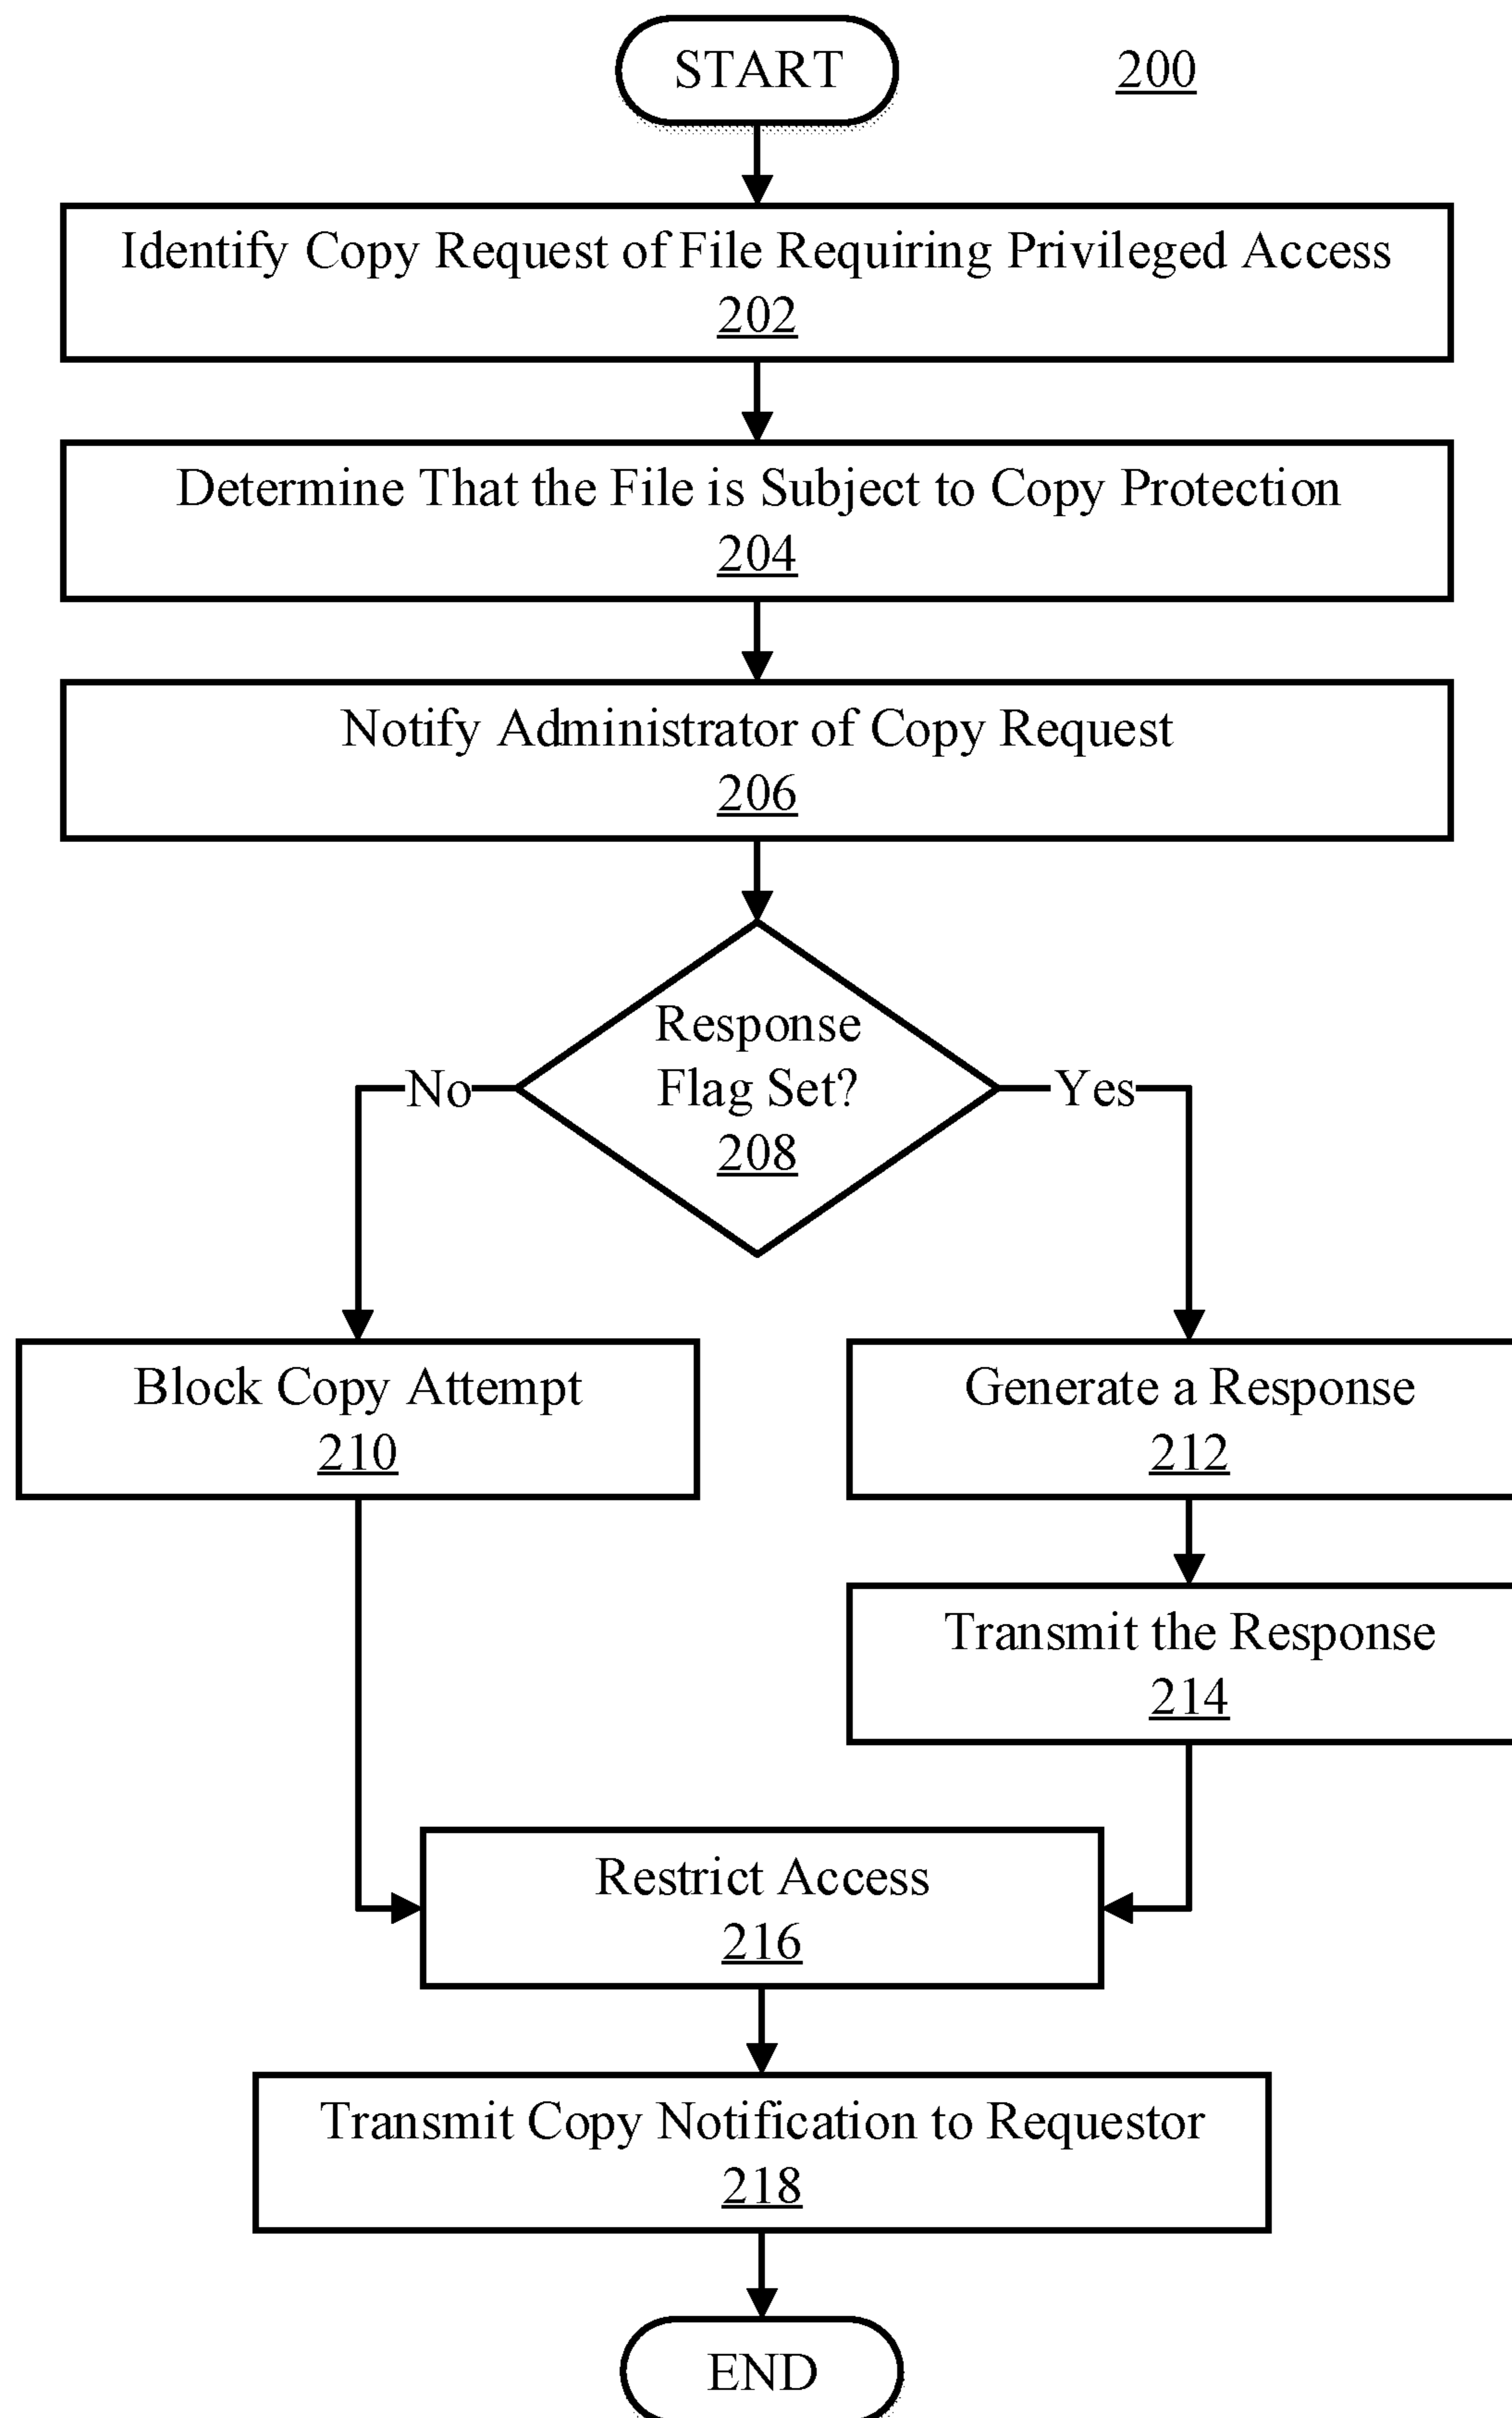 START
200
Identify Copy Request of File Requiring Privileged Access
202
Determine That the File is Subject to Copy Protection
204
Notify Administrator of Copy Request
206
Response
Flag Set?
208
No
Yes
Block Copy Attempt
210
Generate a Response
212
Transmit the Response
214
Restrict Access
216
Transmit Copy Notification to Requestor
218
END